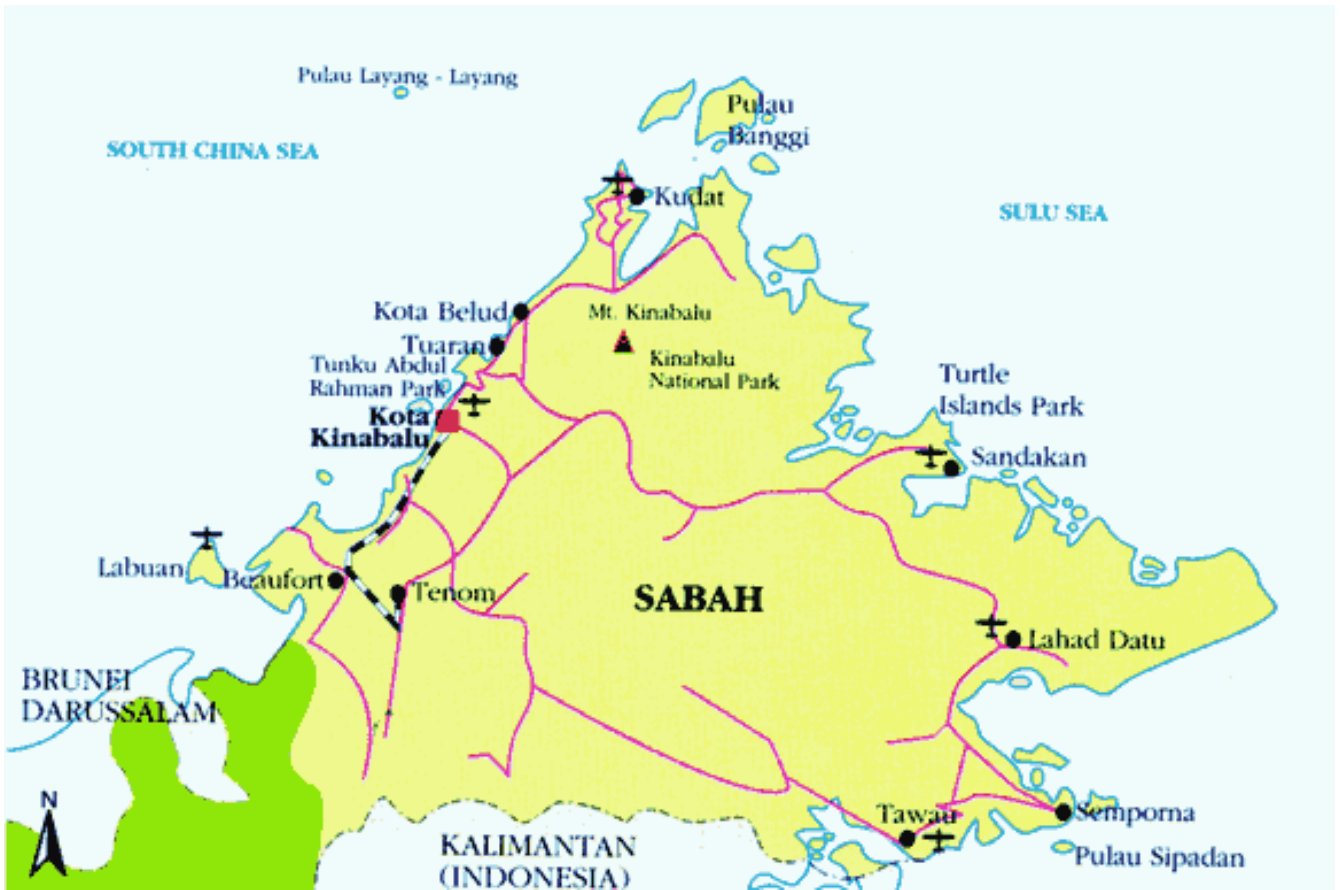 Pulau Layang - Layang
Pulau
Banggi
SOUTH CHINA SEA
Kudat
SULU SEA
Kota Belud
Mt. Kinabalu
Tuaran
Kinabalu
National Park
Tunku Abdul
Rahman Park
Turtle
Islands Park
Kota
Kinabalu
Sandakan
Labuan
Beaufort
Tenom
SABAH
Lahad Datu
BRUNEI
DARUSSALAM
N
Tawau
Semporna
KALIMANTAN
(INDONESIA)
Pulau Sipadan